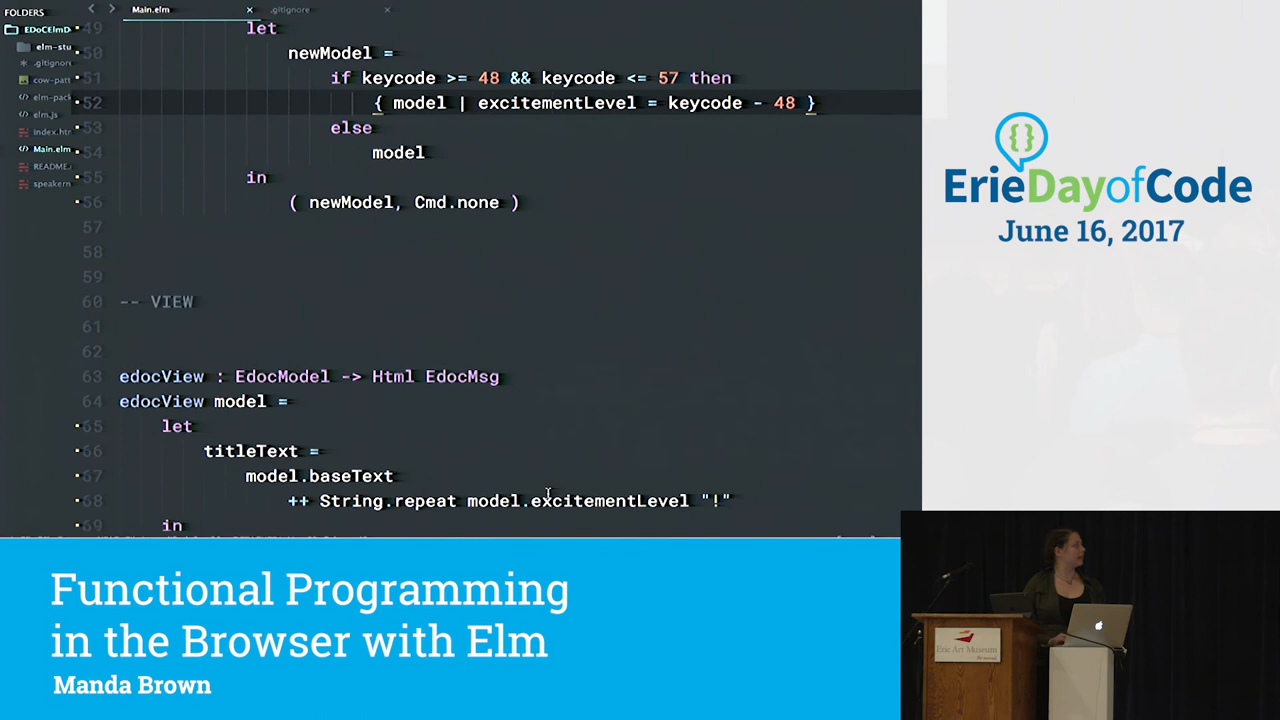 FOLDERS
Main.elm
.gitignore
EDoCElmD
elm-stu
.gitignore
cow-patt
elm-pack
elm.js
index.htm
Main.elm
README.
speakern
49 let
50 newModel =
51 if keycode >= 48 && keycode <= 57 then
52 { model | excitementLevel = keycode - 48 }
53 else
54 model
55 in
56 ( newModel, Cmd.none )
57
58
59
60 -- VIEW
61
62
63 edocView : EdocModel -> Html EdocMsg
64 edocView model =
65 let
66 titleText =
67 model.baseText
68 ++ String.repeat model.excitementLevel "!"
69 in
{}
ErieDayofCode
June 16, 2017
Functional Programming
in the Browser with Elm
Manda Brown
Erie Art Museum